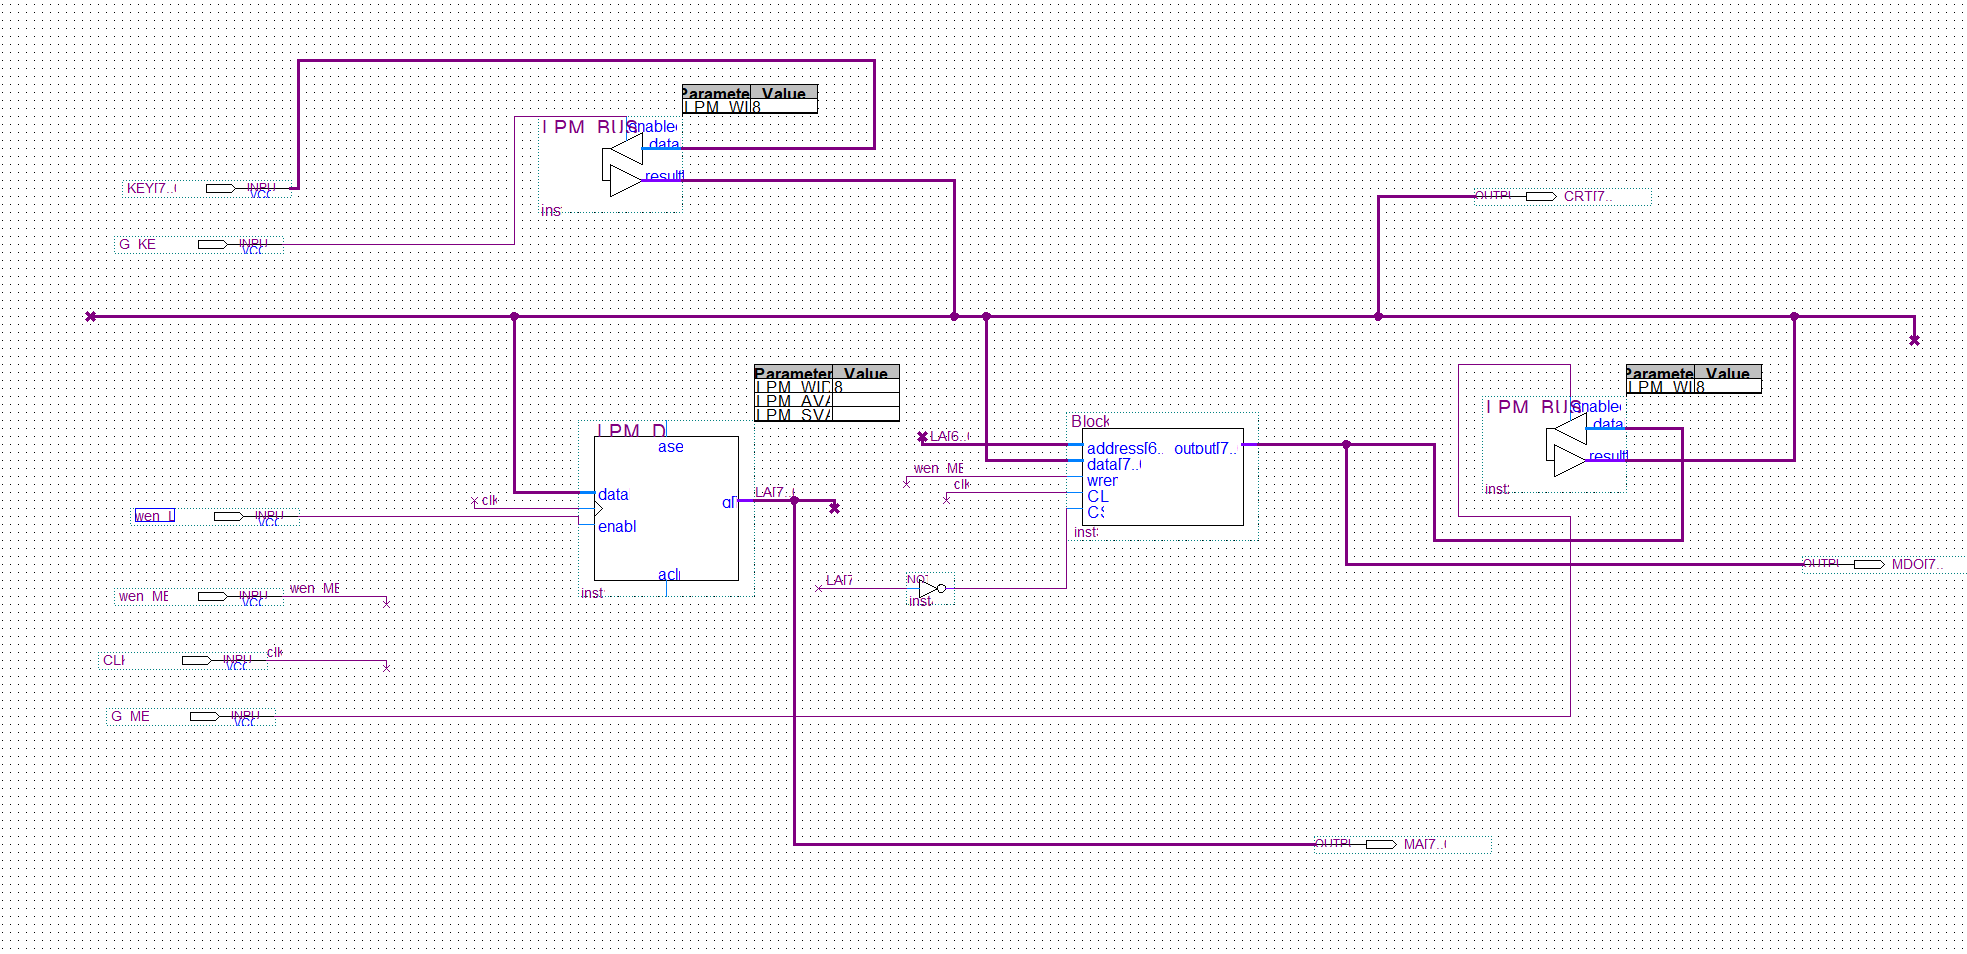 Parameter Value
LPM_WI 8
LPM_BUS
enable
data
result
inst
KEY[7..
INPU
VCC
G_KE
INPU
VCC
OUTPU
CRT[7..
Parameter Value
LPM_WID 8
LPM_AVA
LPM_SVA
LPM_D
ase
data
q[
enabl
acl
inst
clk
LA[7..
wen_L
INPU
VCC
Block
LA[6..
address[6.. output[7..
data[7..
wren
CL
CS
inst
wen_ME
clk
Parameter Value
LPM_WI 8
LPM_BUS
enable
data
result
inst
OUTPU
MDO[7..
LA[7
NOT
inst
wen_ME
INPU
VCC
wen_ME
CLK
INPU
VCC
clk
G_ME
INPU
VCC
OUTPU
MA[7..